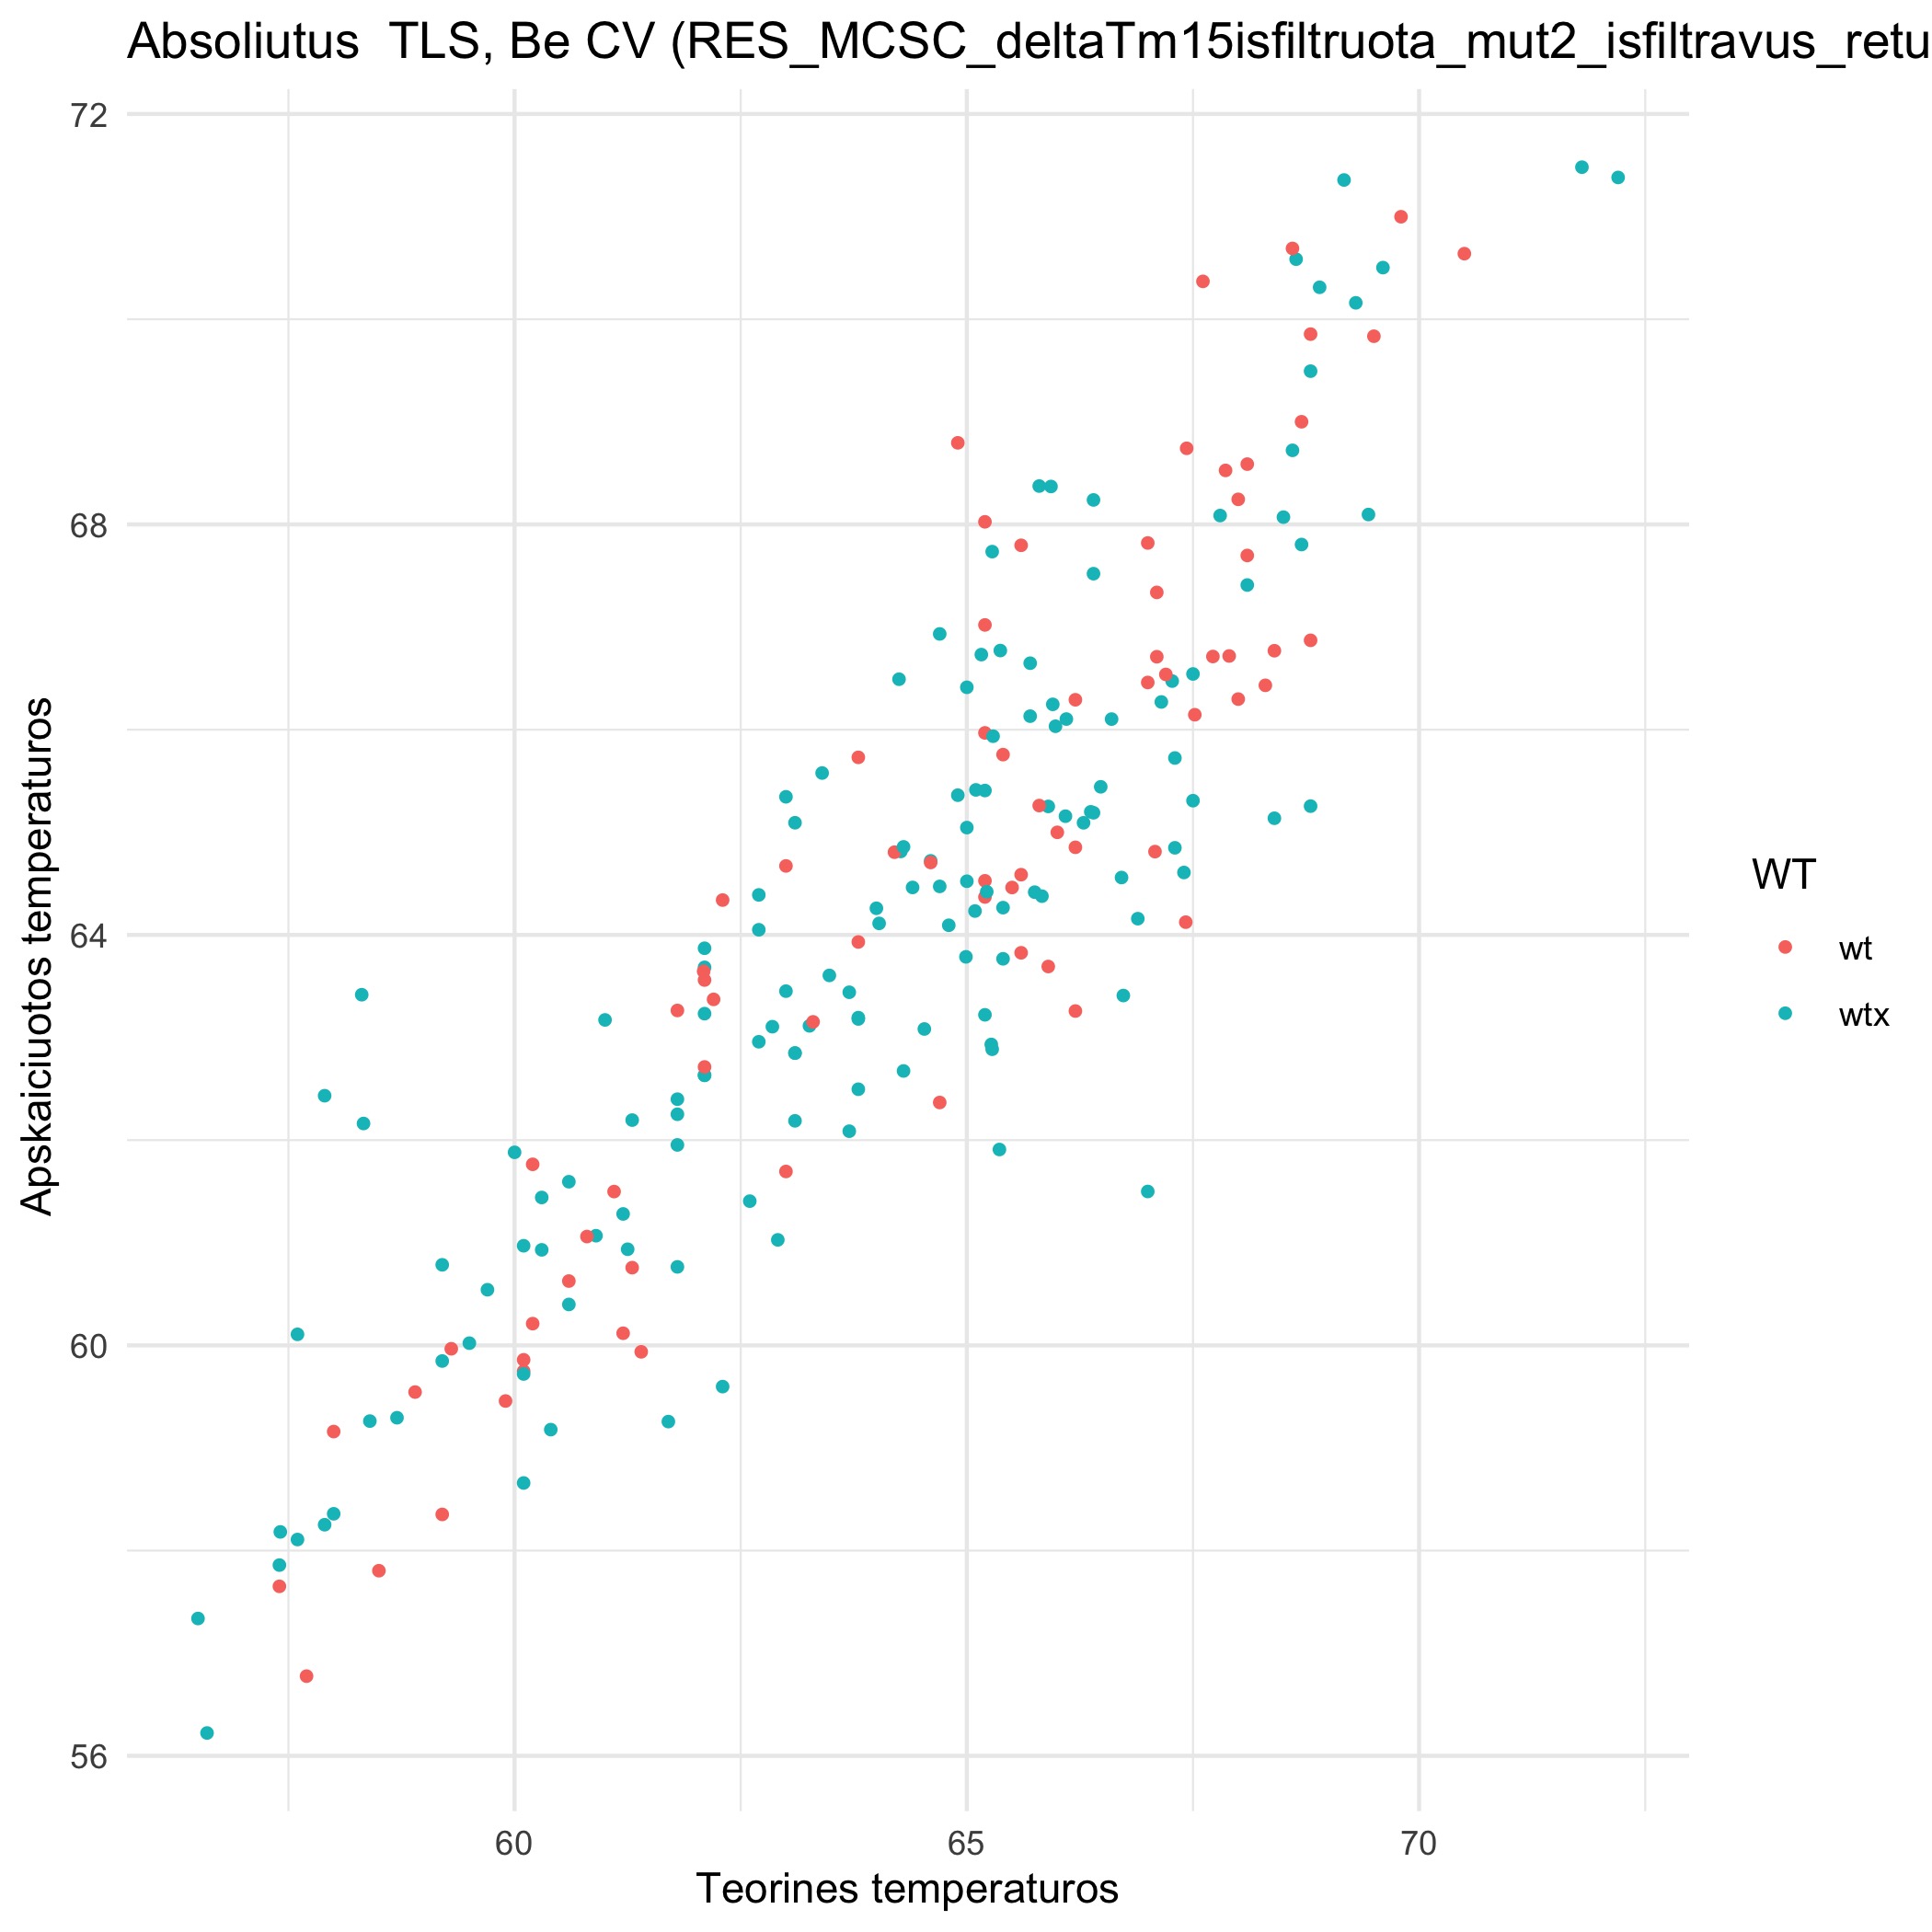 Absoliutus  TLS, Be CV (RES_MCSC_deltaTm15isfiltruota_mut2_isfiltravus_retu
72
68
64
60
56
Apskaiciuotos temperaturos
60 65 70
Teorines temperaturos
WT
wt
wtx